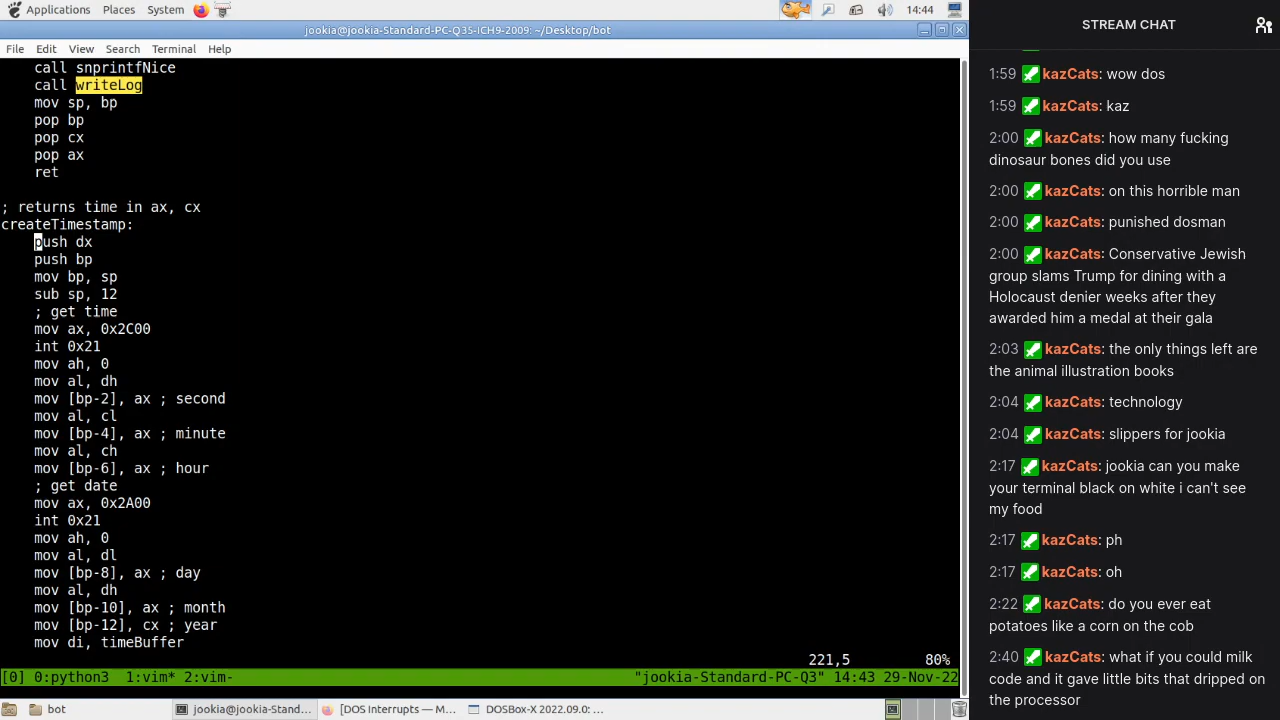 Applications Places System 14:44
jookia@jookia-Standard-PC-Q35-ICH9-2009: ~/Desktop/bot
File Edit View Search Terminal Help
call snprintfNice
call writeLog
mov sp, bp
pop bp
pop cx
pop ax
ret
; returns time in ax, cx
createTimestamp:
push dx
push bp
mov bp, sp
sub sp, 12
; get time
mov ax, 0x2C00
int 0x21
mov ah, 0
mov al, dh
mov [bp-2], ax ; second
mov al, cl
mov [bp-4], ax ; minute
mov al, ch
mov [bp-6], ax ; hour
; get date
mov ax, 0x2A00
int 0x21
mov ah, 0
mov al, dl
mov [bp-8], ax ; day
mov al, dh
mov [bp-10], ax ; month
mov [bp-12], cx ; year
mov di, timeBuffer
221,5 80%
[0] 0:python3 1:vim* 2:vim- "jookia-Standard-PC-Q3" 14:43 29-Nov-22
bot jookia@jookia-Stand... [DOS Interrupts — M... DOSBox-X 2022.09.0: ...
STREAM CHAT
1:59 kazCats: wow dos
1:59 kazCats: kaz
2:00 kazCats: how many fucking
dinosaur bones did you use
2:00 kazCats: on this horrible man
2:00 kazCats: punished dosman
2:00 kazCats: Conservative Jewish
group slams Trump for dining with a
Holocaust denier weeks after they
awarded him a medal at their gala
2:03 kazCats: the only things left are
the animal illustration books
2:04 kazCats: technology
2:04 kazCats: slippers for jookia
2:17 kazCats: jookia can you make
your terminal black on white i can't see
my food
2:17 kazCats: ph
2:17 kazCats: oh
2:22 kazCats: do you ever eat
potatoes like a corn on the cob
2:40 kazCats: what if you could milk
code and it gave little bits that dripped on
the processor